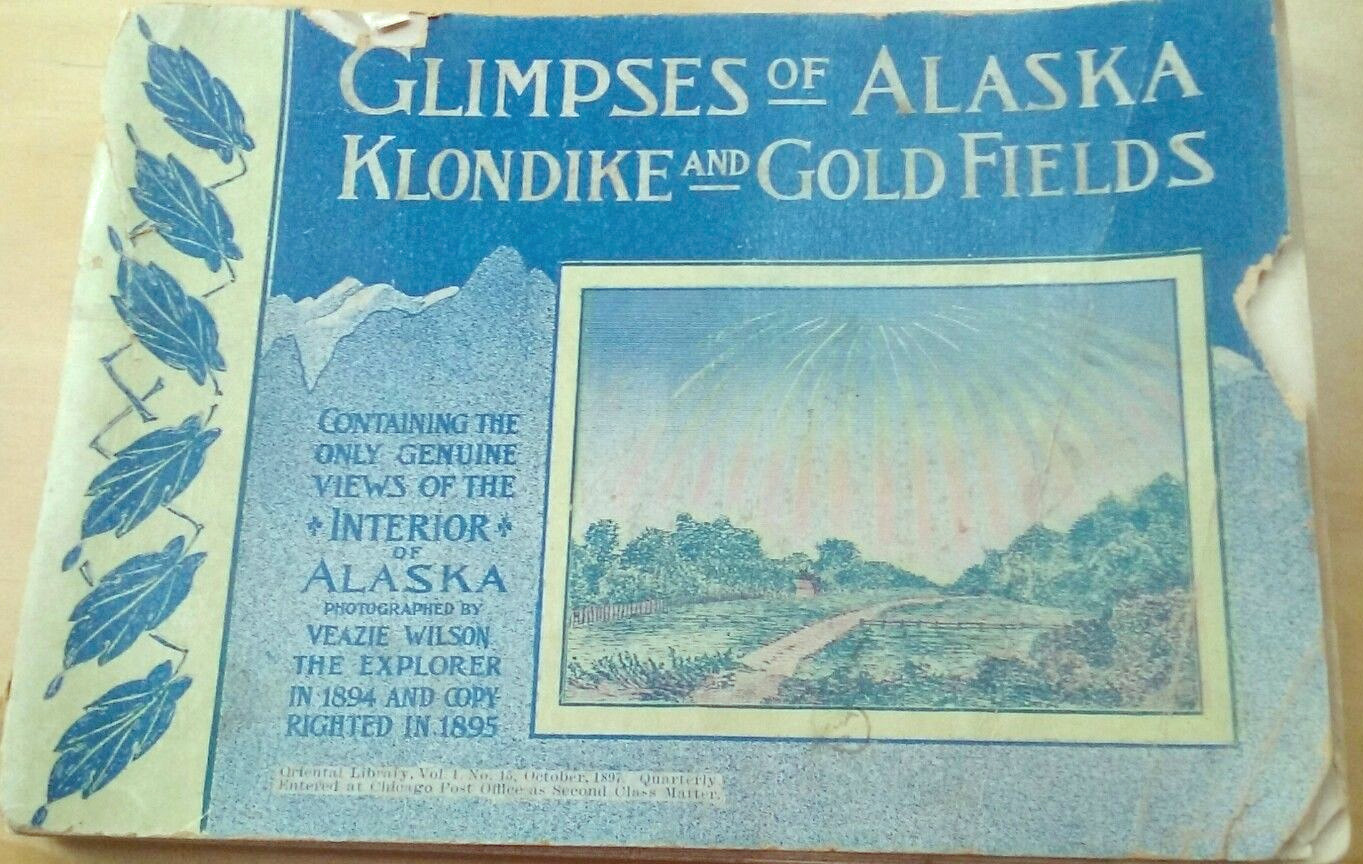 GLIMPSES OF ALASKA
KLONDIKE AND GOLD FIELDS
CONTAINING THE
ONLY GENUINE
VIEWS OF THE
INTERIOR
OF
ALASKA
PHOTOGRAPHED BY
VEAZIE WILSON
THE EXPLORER
IN 1894 AND COPY-
RIGHTED IN 1895
Oriental Library, Vol 1, No. 15, October, 1897. Quarterly
Entered at Chicago Post Office as Second Class Matter.